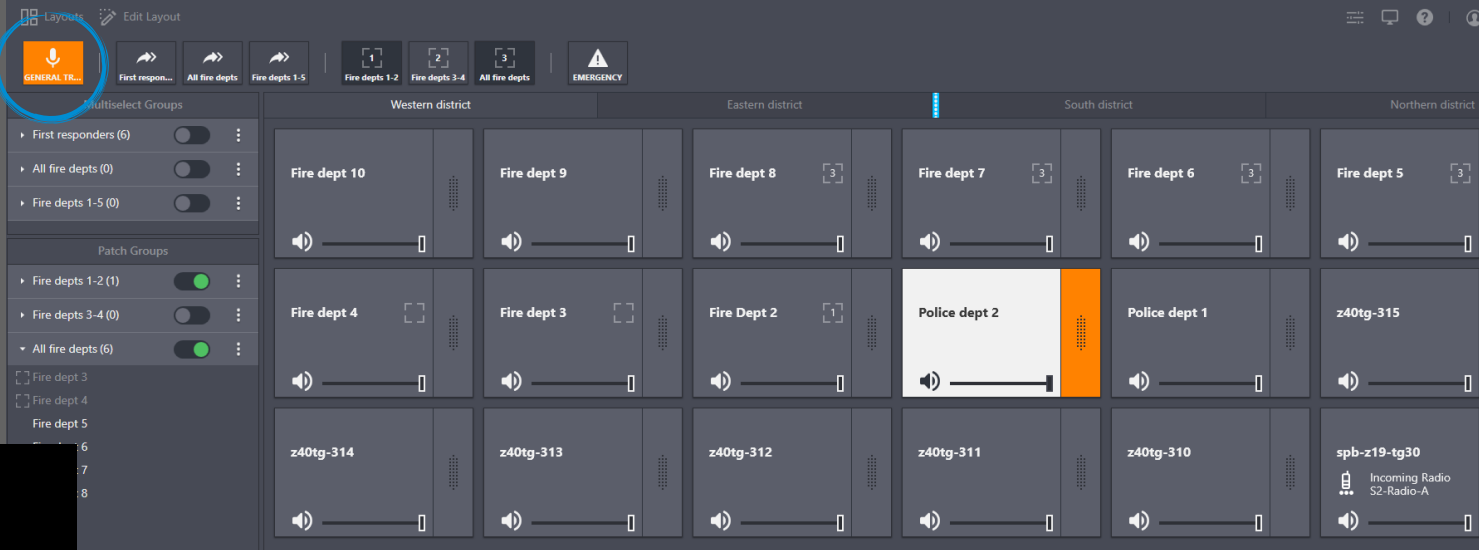 Layouts Edit Layout
GENERAL TR... First respon... All fire depts Fire depts 1-5 1 Fire depts 1-2 2 Fire depts 3-4 3 All fire depts EMERGENCY
Multiselect Groups
First responders (6)
All fire depts (0)
Fire depts 1-5 (0)
Patch Groups
Fire depts 1-2 (1)
Fire depts 3-4 (0)
All fire depts (6)
Fire dept 3
Fire dept 4
Fire dept 5
6
7
8
Western district Eastern district South district Northern district
Fire dept 10 Fire dept 9 Fire dept 8 3 Fire dept 7 3 Fire dept 6 3 Fire dept 5 3
Fire dept 4 Fire dept 3 Fire Dept 2 1 Police dept 2 Police dept 1 z40tg-315
z40tg-314 z40tg-313 z40tg-312 z40tg-311 z40tg-310 spb-z19-tg30
Incoming Radio
S2-Radio-A